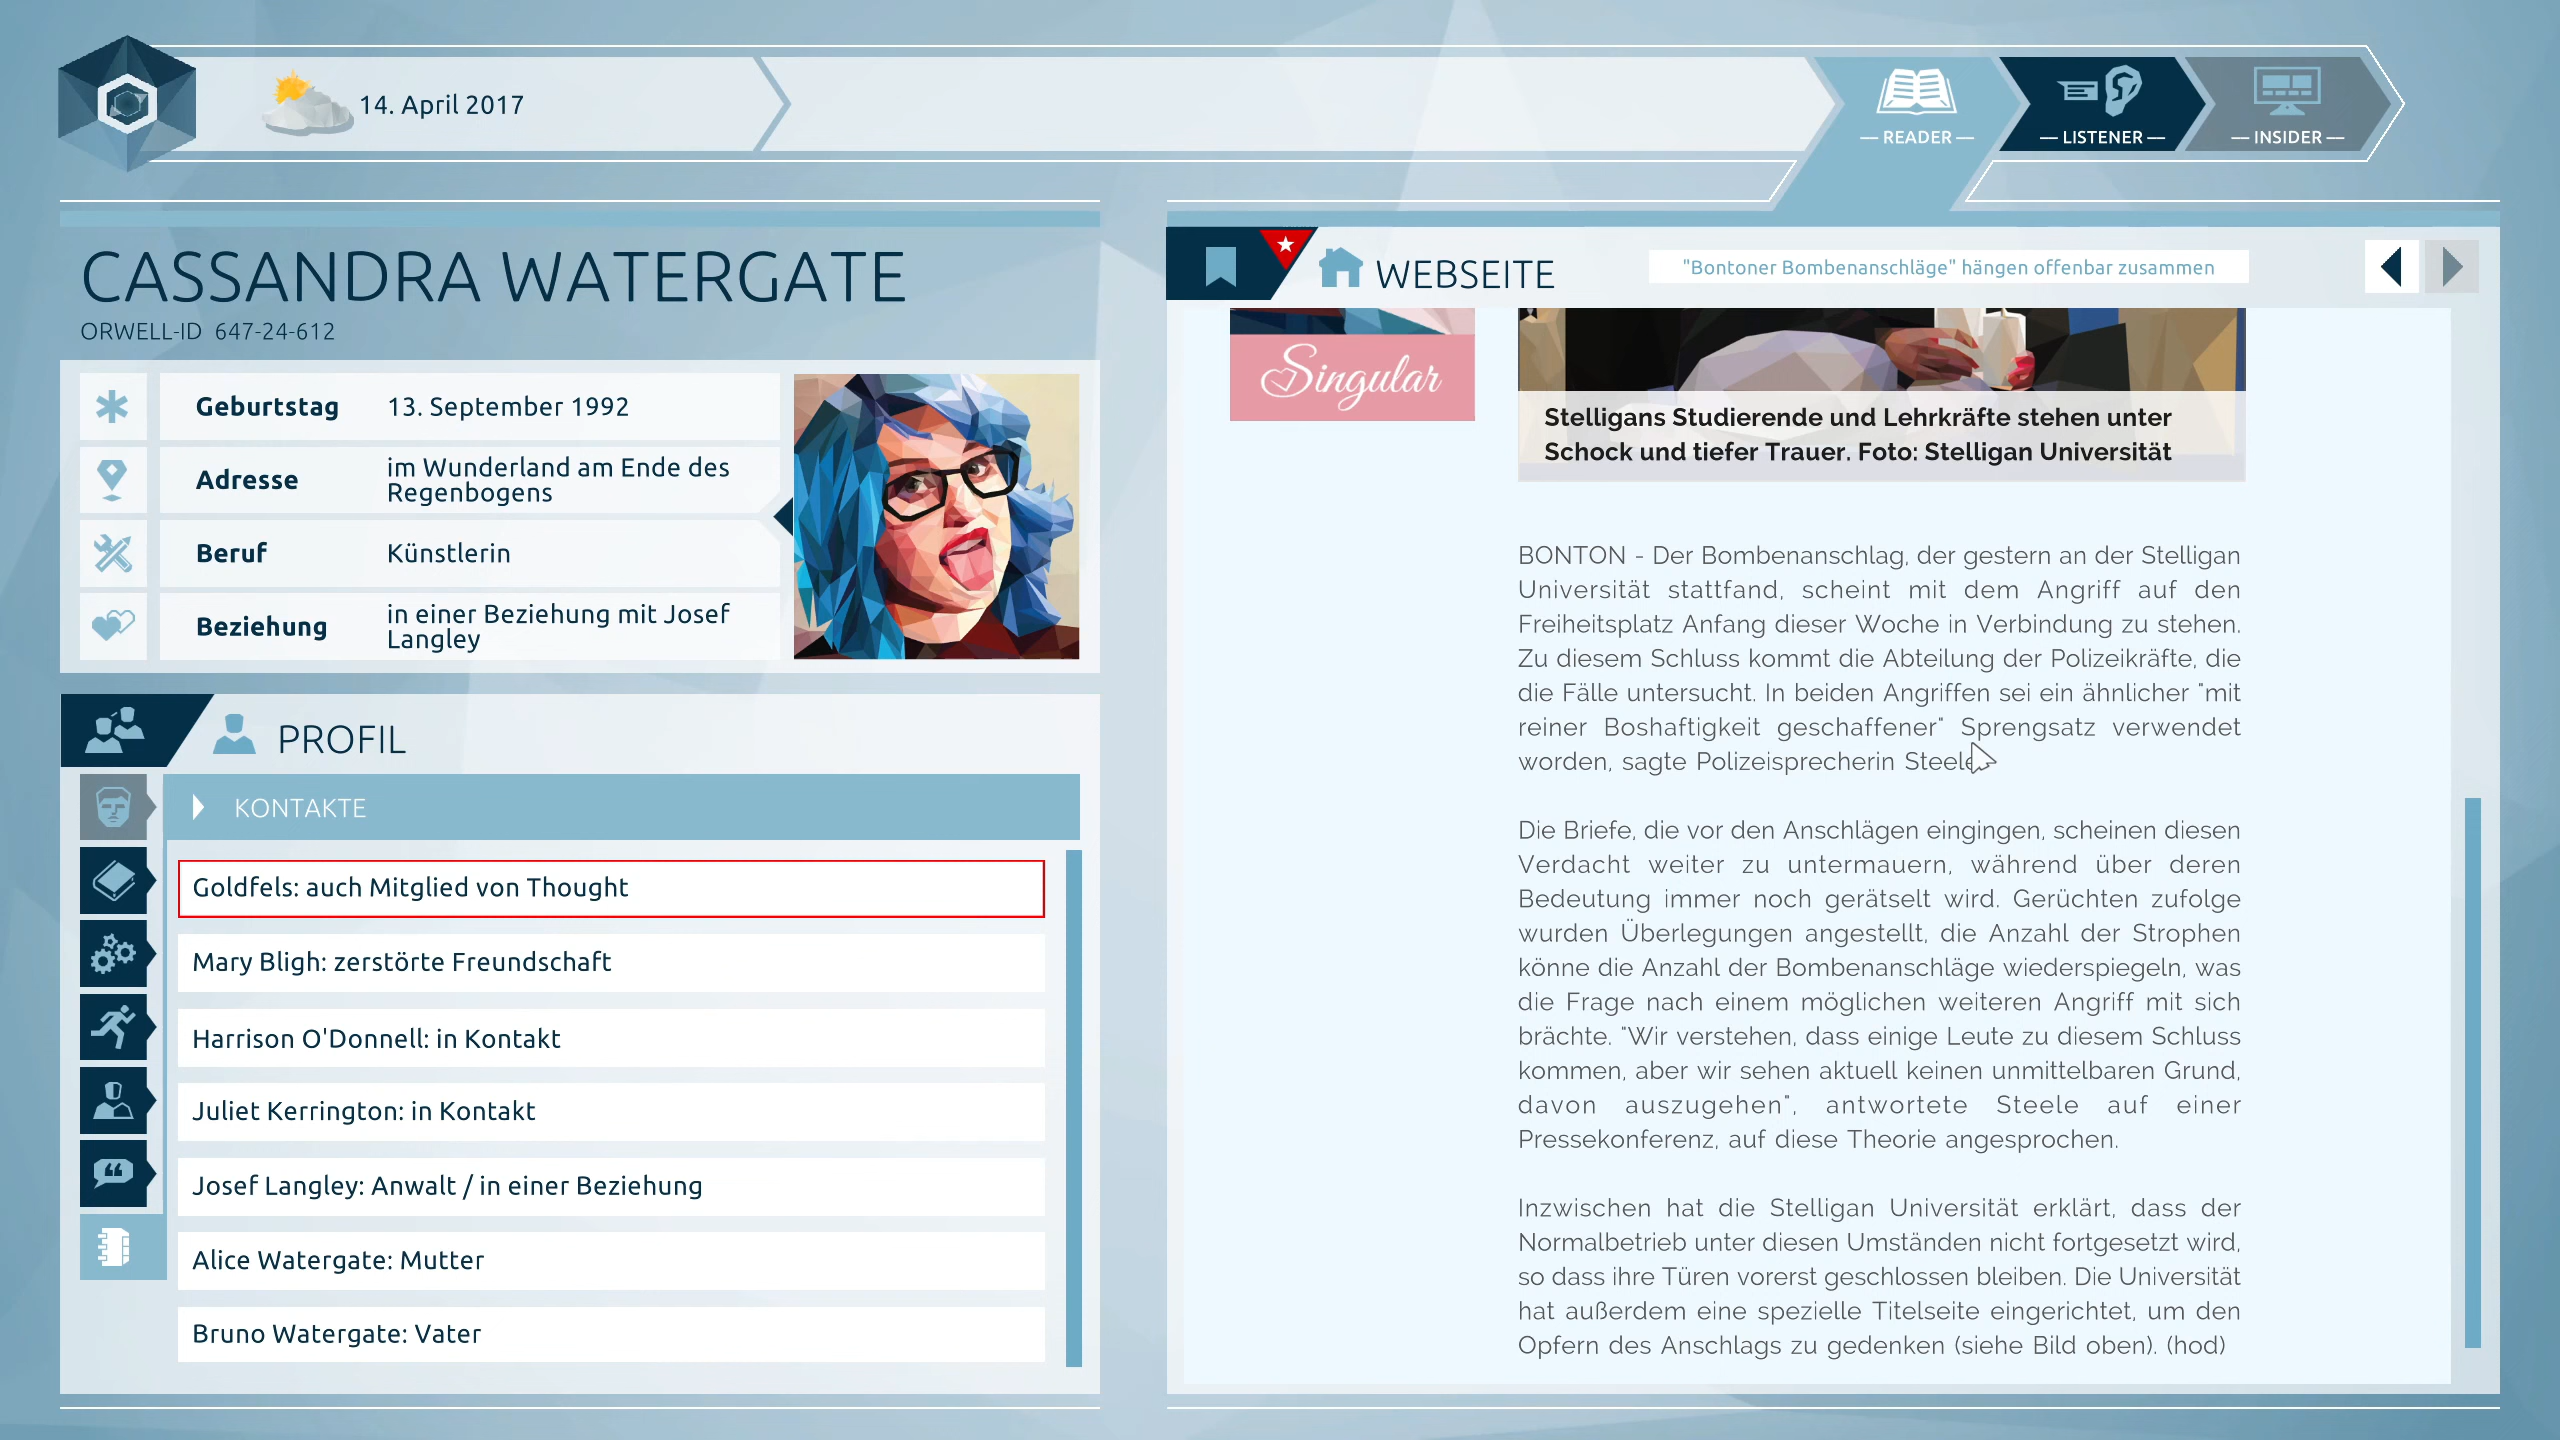 14. April 2017
READER
LISTENER
INSIDER
CASSANDRA WATERGATE
ORWELL-ID 647-24-612
Geburtstag 13. September 1992
Adresse im Wunderland am Ende des
Regenbogens
Beruf Künstlerin
Beziehung in einer Beziehung mit Josef
Langley
PROFIL
KONTAKTE
Goldfels: auch Mitglied von Thought
Mary Bligh: zerstörte Freundschaft
Harrison O'Donnell: in Kontakt
Juliet Kerrington: in Kontakt
Josef Langley: Anwalt / in einer Beziehung
Alice Watergate: Mutter
Bruno Watergate: Vater
WEBSEITE
"Bontoner Bombenanschläge" hängen offenbar zusammen
Singular
Stelligans Studierende und Lehrkräfte stehen unter
Schock und tiefer Trauer. Foto: Stelligan Universität
BONTON - Der Bombenanschlag, der gestern an der Stelligan
Universität stattfand, scheint mit dem Angriff auf den
Freiheitsplatz Anfang dieser Woche in Verbindung zu stehen.
Zu diesem Schluss kommt die Abteilung der Polizeikräfte, die
die Fälle untersucht. In beiden Angriffen sei ein ähnlicher "mit
reiner Boshaftigkeit geschaffener" Sprengsatz verwendet
worden, sagte Polizeisprecherin Steele
Die Briefe, die vor den Anschlägen eingingen, scheinen diesen
Verdacht weiter zu untermauern, während über deren
Bedeutung immer noch gerätselt wird. Gerüchten zufolge
wurden Überlegungen angestellt, die Anzahl der Strophen
könne die Anzahl der Bombenanschläge wiederspiegeln, was
die Frage nach einem möglichen weiteren Angriff mit sich
brächte. "Wir verstehen, dass einige Leute zu diesem Schluss
kommen, aber wir sehen aktuell keinen unmittelbaren Grund,
davon auszugehen", antwortete Steele auf einer
Pressekonferenz, auf diese Theorie angesprochen.
Inzwischen hat die Stelligan Universität erklärt, dass der
Normalbetrieb unter diesen Umständen nicht fortgesetzt wird,
so dass ihre Türen vorerst geschlossen bleiben. Die Universität
hat außerdem eine spezielle Titelseite eingerichtet, um den
Opfern des Anschlags zu gedenken (siehe Bild oben). (hod)